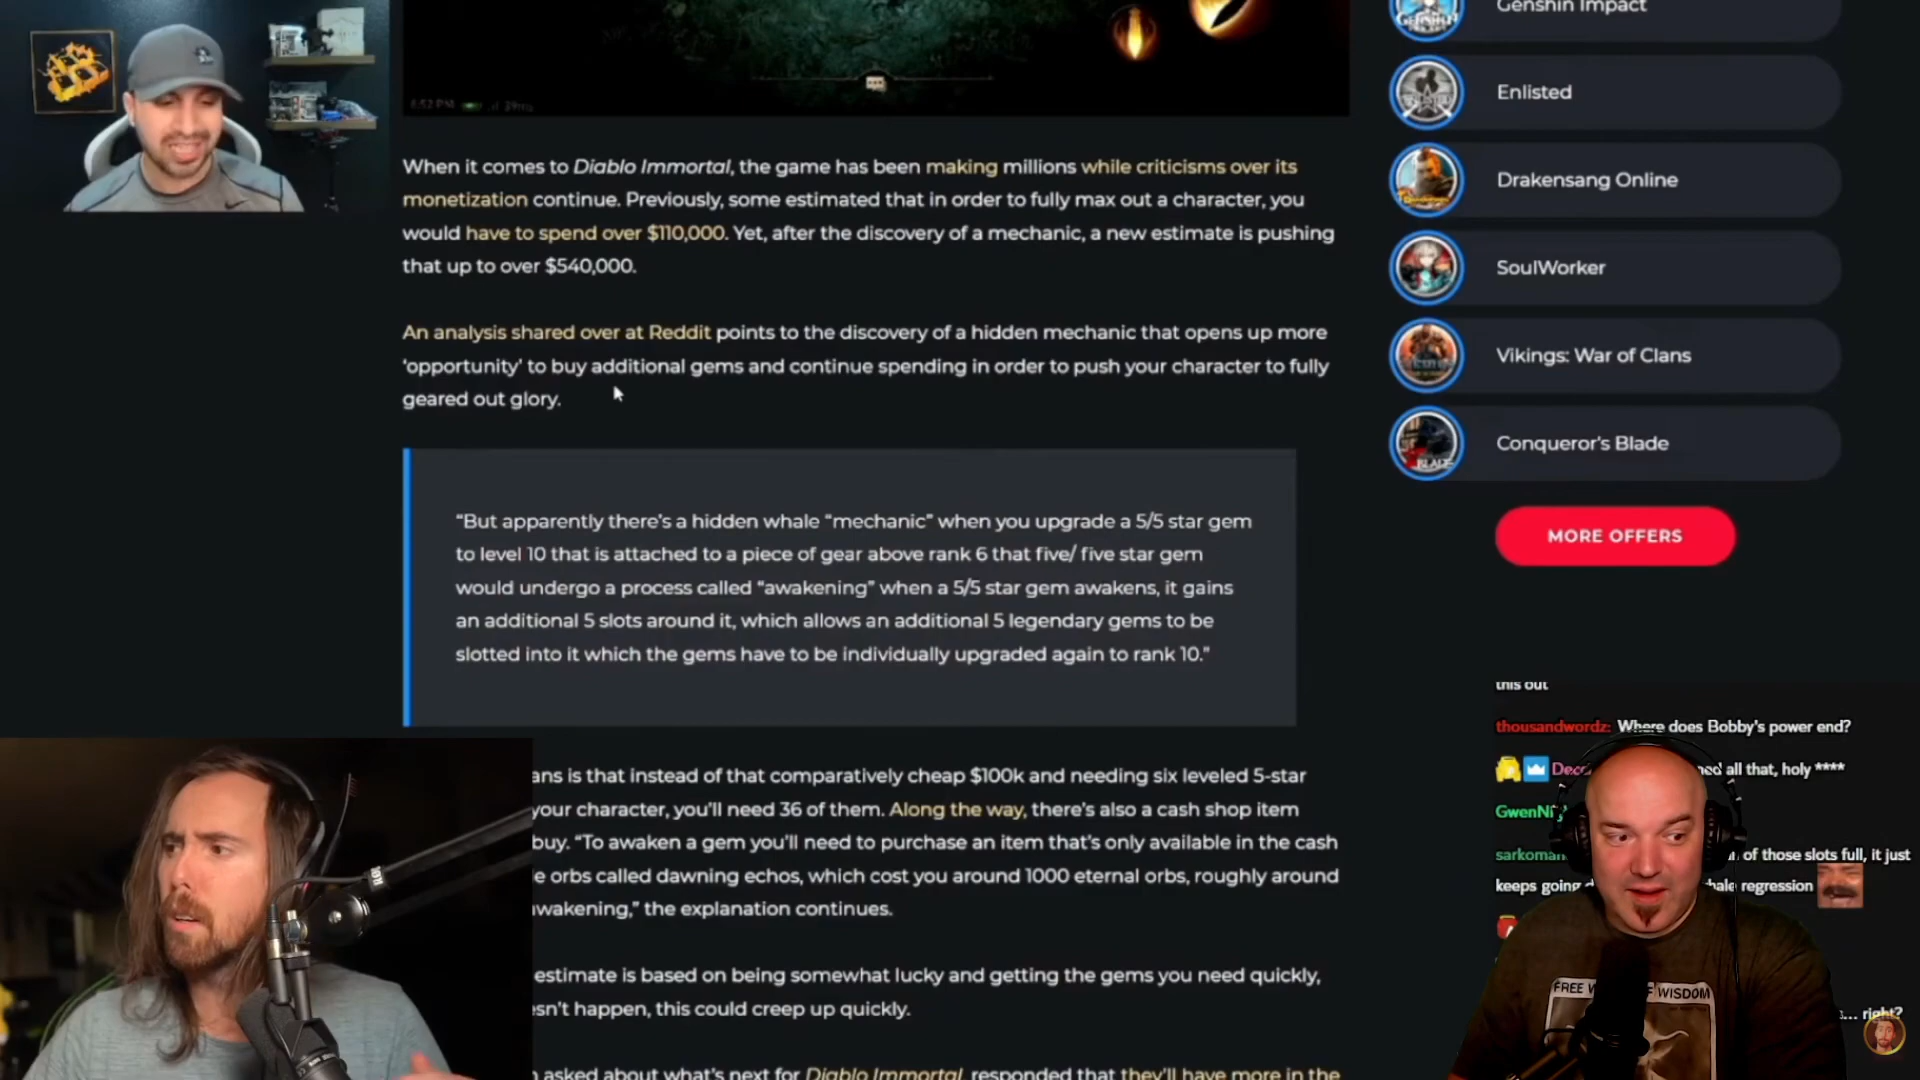 6:52 PM
39ms
When it comes to Diablo Immortal, the game has been making millions while criticisms over its
monetization continue. Previously, some estimated that in order to fully max out a character, you
would have to spend over $110,000. Yet, after the discovery of a mechanic, a new estimate is pushing
that up to over $540,000.
An analysis shared over at Reddit points to the discovery of a hidden mechanic that opens up more
‘opportunity’ to buy additional gems and continue spending in order to push your character to fully
geared out glory.
“But apparently there’s a hidden whale “mechanic” when you upgrade a 5/5 star gem
to level 10 that is attached to a piece of gear above rank 6 that five/ five star gem
would undergo a process called “awakening” when a 5/5 star gem awakens, it gains
an additional 5 slots around it, which allows an additional 5 legendary gems to be
slotted into it which the gems have to be individually upgraded again to rank 10.”
ans is that instead of that comparatively cheap $100k and needing six leveled 5-star
your character, you’ll need 36 of them. Along the way, there’s also a cash shop item
buy. “To awaken a gem you’ll need to purchase an item that’s only available in the cash
e orbs called dawning echos, which cost you around 1000 eternal orbs, roughly around
wakening,” the explanation continues.
estimate is based on being somewhat lucky and getting the gems you need quickly,
esn’t happen, this could creep up quickly.
asked about what’s next for Diablo Immortal, responded that they’ll have more in the
Genshin Impact
Enlisted
Drakensang Online
SoulWorker
Vikings: War of Clans
Conqueror’s Blade
MORE OFFERS
this out
thousandwordz: Where does Bobby's power end?
all that, holy ****
GwenNi
sarkoman of those slots full, it just
keeps going regression
FREE OF WISDOM
... right?